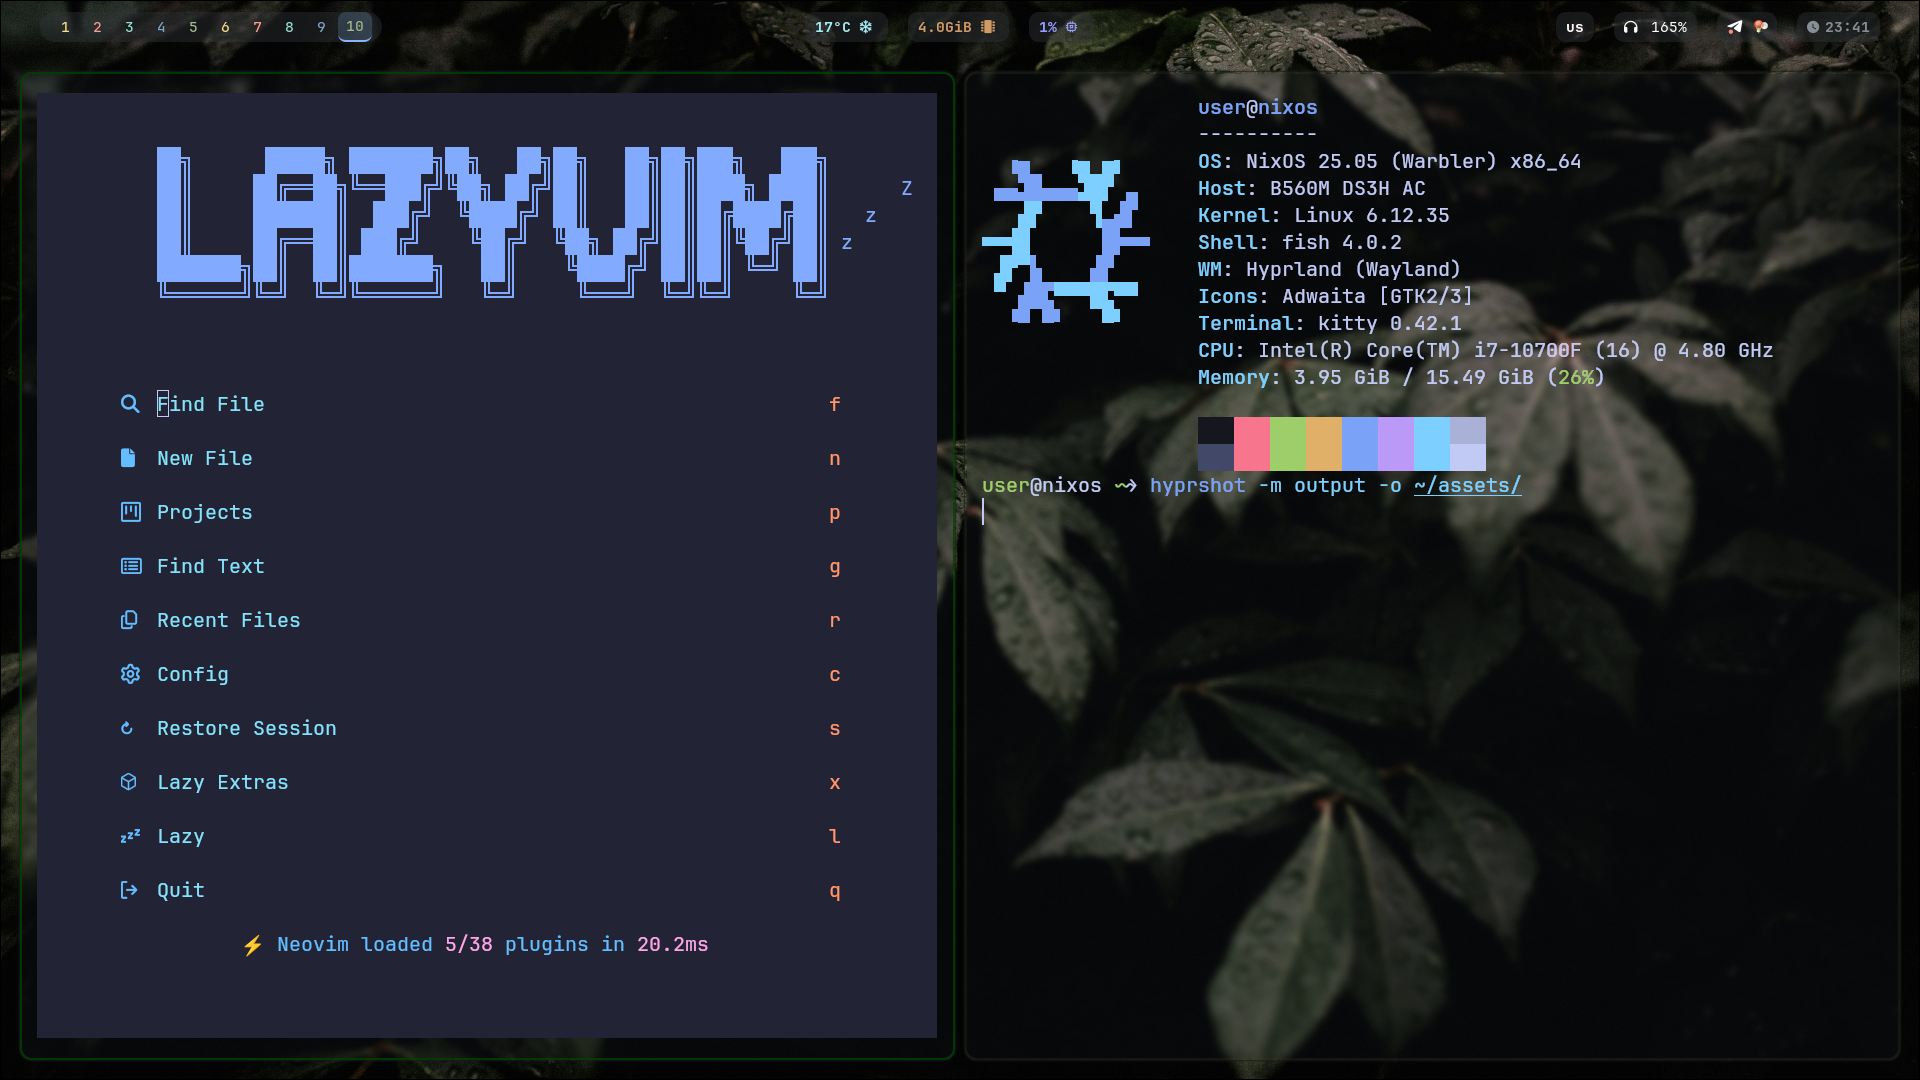 1 2 3 4 5 6 7 8 9 10
17°C
4.0GiB
1%
us
165%
23:41
LAZYVIM
Z
z
z
Find File f
New File n
Projects p
Find Text g
Recent Files r
Config c
Restore Session s
Lazy Extras x
Lazy l
Quit q
⚡ Neovim loaded 5/38 plugins in 20.2ms
user@nixos
----------
OS: NixOS 25.05 (Warbler) x86_64
Host: B560M DS3H AC
Kernel: Linux 6.12.35
Shell: fish 4.0.2
WM: Hyprland (Wayland)
Icons: Adwaita [GTK2/3]
Terminal: kitty 0.42.1
CPU: Intel(R) Core(TM) i7-10700F (16) @ 4.80 GHz
Memory: 3.95 GiB / 15.49 GiB (26%)
user@nixos ⤳ hyprshot -m output -o ~/assets/